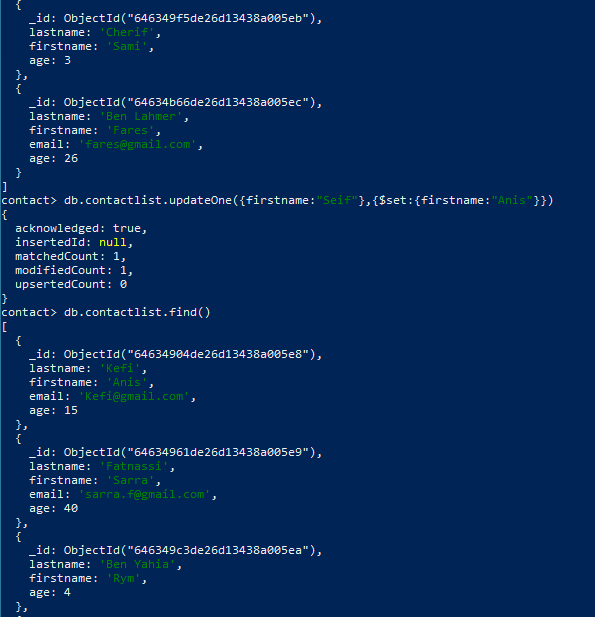 {
_id: ObjectId("646349f5de26d13438a005eb"),
lastname: 'Cherif',
firstname: 'Sami',
age: 3
},
{
_id: ObjectId("64634b66de26d13438a005ec"),
lastname: 'Ben Lahmer',
firstname: 'Fares',
email: 'fares@gmail.com',
age: 26
}
]
contact> db.contactlist.updateOne({firstname:"Seif"},{$set:{firstname:"Anis"}})
{
acknowledged: true,
insertedId: null,
matchedCount: 1,
modifiedCount: 1,
upsertedCount: 0
}
contact> db.contactlist.find()
[
{
_id: ObjectId("64634904de26d13438a005e8"),
lastname: 'Kefi',
firstname: 'Anis',
email: 'Kefi@gmail.com',
age: 15
},
{
_id: ObjectId("64634961de26d13438a005e9"),
lastname: 'Fatnassi',
firstname: 'Sarra',
email: 'sarra.f@gmail.com',
age: 40
},
{
_id: ObjectId("646349c3de26d13438a005ea"),
lastname: 'Ben Yahia',
firstname: 'Rym',
age: 4
},